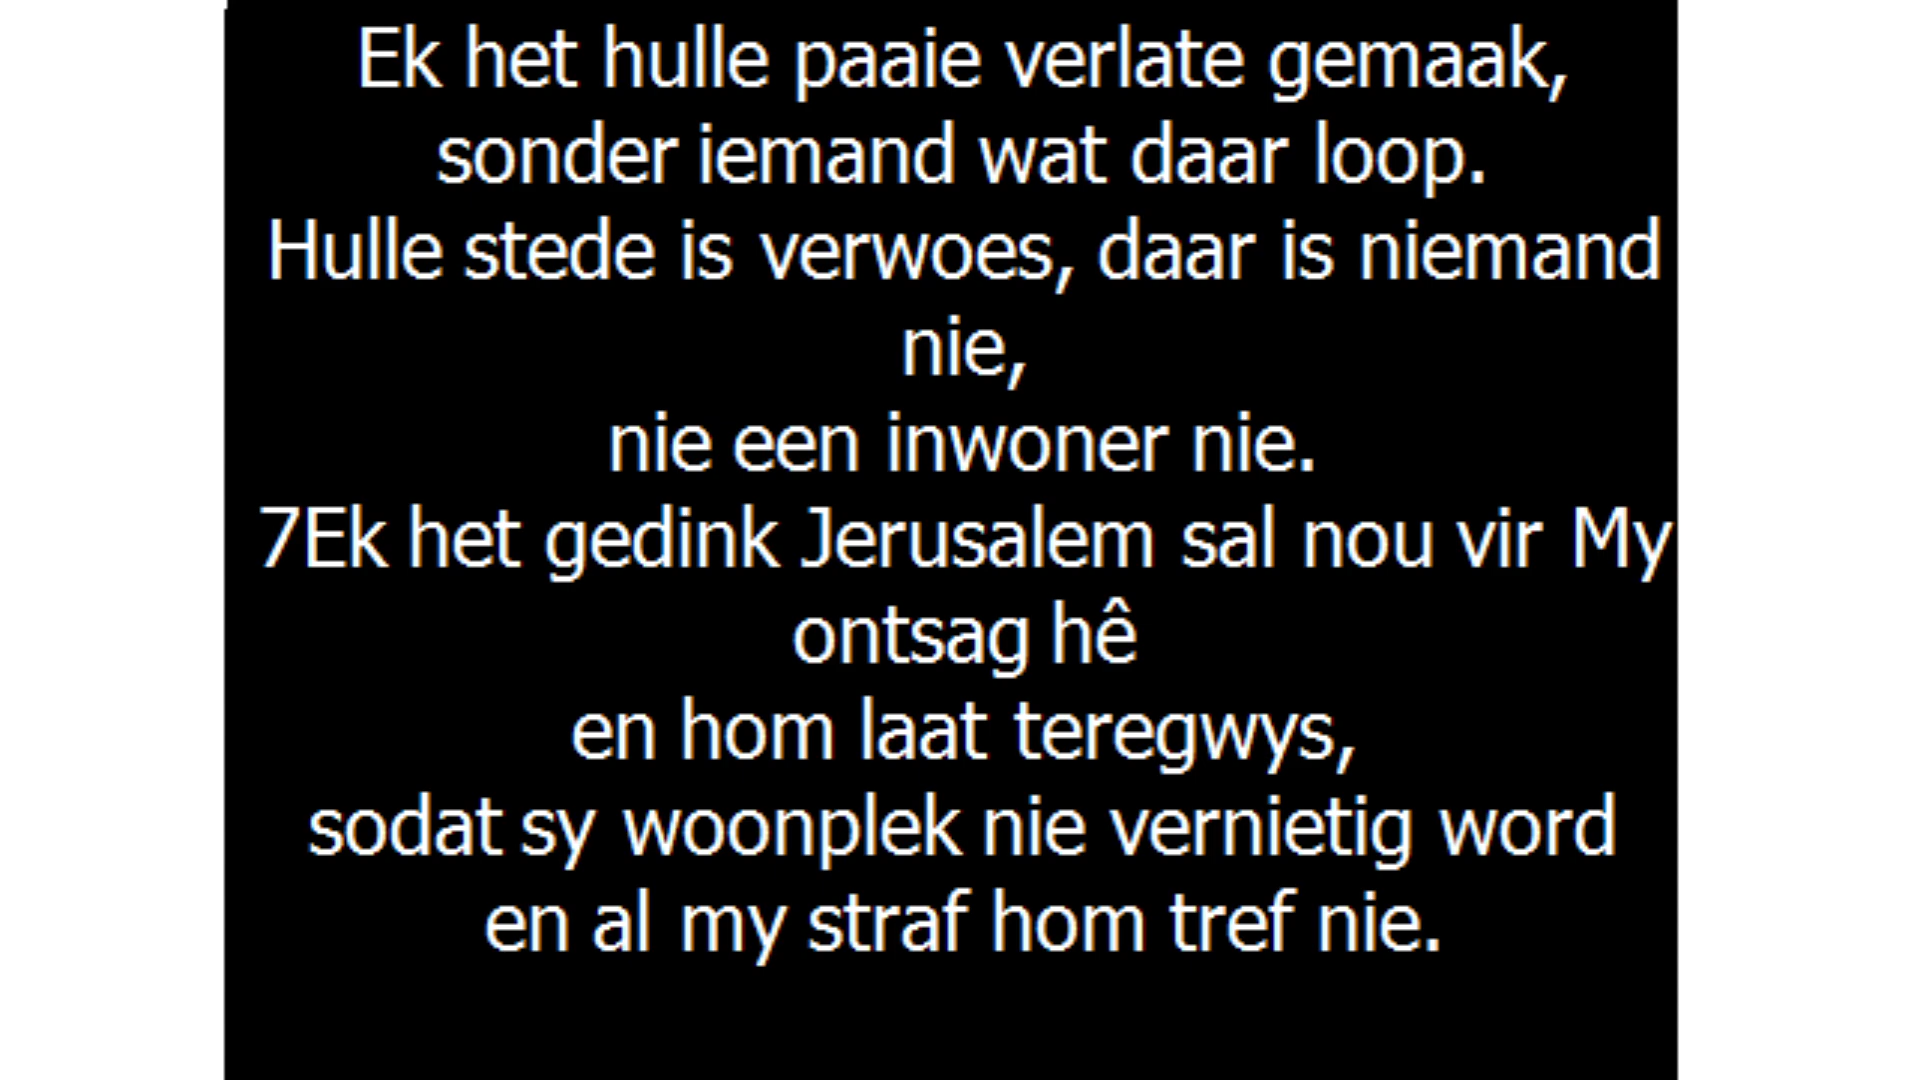 Ek het hulle paaie verlate gemaak,
sonder iemand wat daar loop.
Hulle stede is verwoes, daar is niemand
nie,
nie een inwoner nie.
7Ek het gedink Jerusalem sal nou vir My
ontsag hê
en hom laat teregwys,
sodat sy woonplek nie vernietig word
en al my straf hom tref nie.